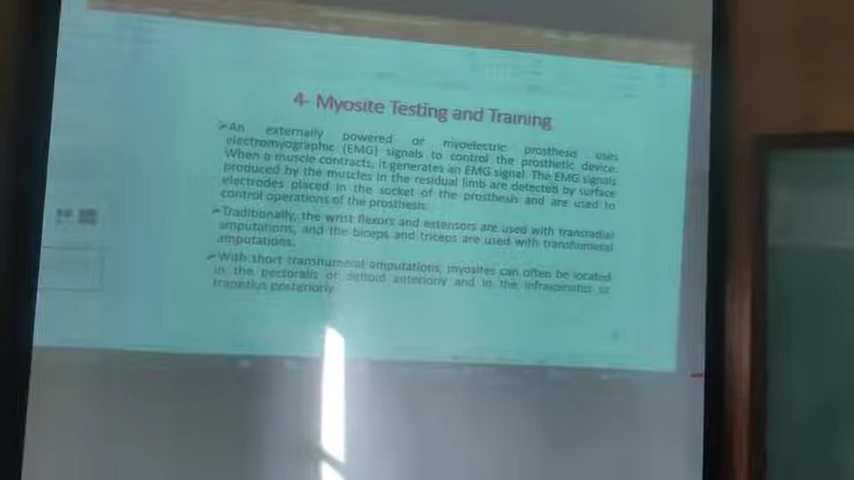 4- Myosite Testing and Training
➢An externally powered or myoelectric prosthesis uses
electromyographic (EMG) signals to control the prosthetic device.
When a muscle contracts, it generates an EMG signal. The EMG signals
produced by the muscles in the residual limb are detected by surface
electrodes placed in the socket of the prosthesis and are used to
control operations of the prosthesis.
➢Traditionally, the wrist flexors and extensors are used with transradial
amputations, and the biceps and triceps are used with transhumeral
amputations.
➢With short transhumeral amputations, myosites can often be located
in the pectoralis or deltoid anteriorly and in the infraspinatus or
trapezius posteriorly